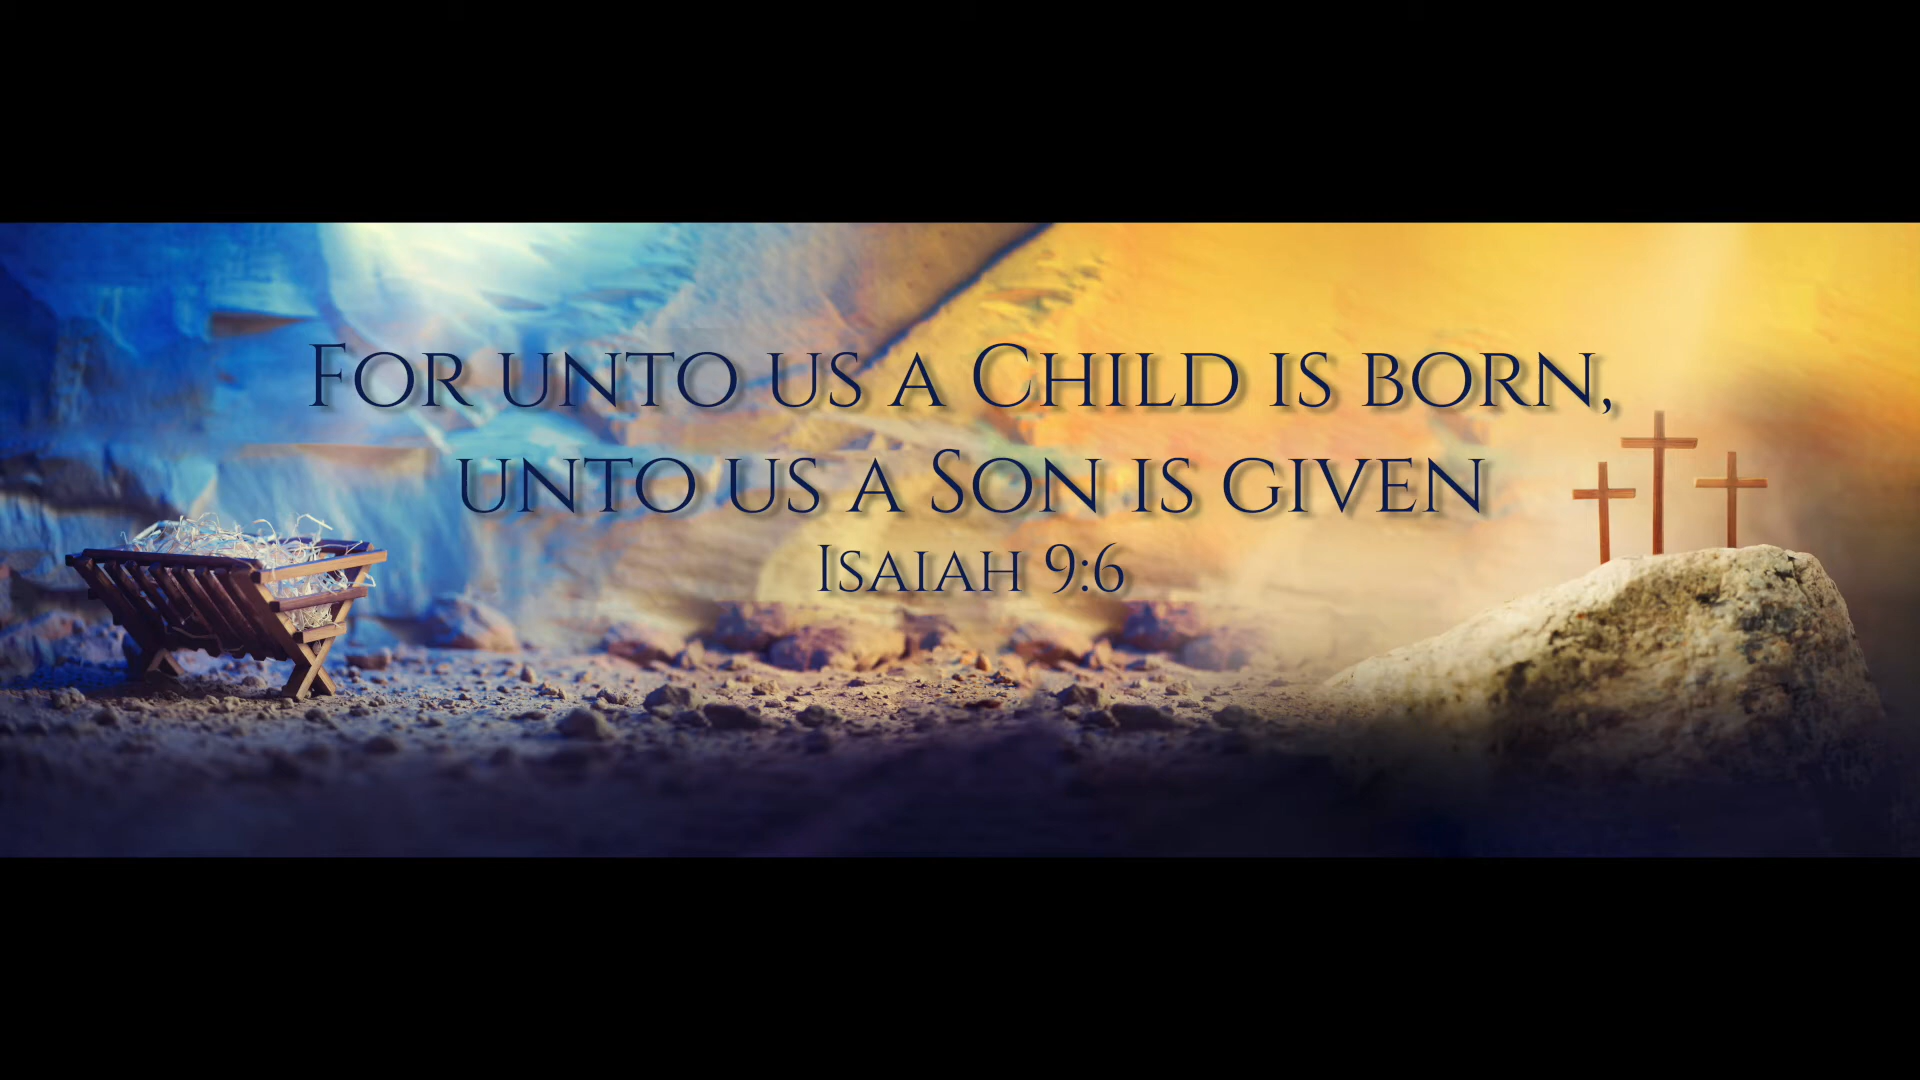 For unto us a Child is born,
unto us a Son is given
Isaiah 9:6